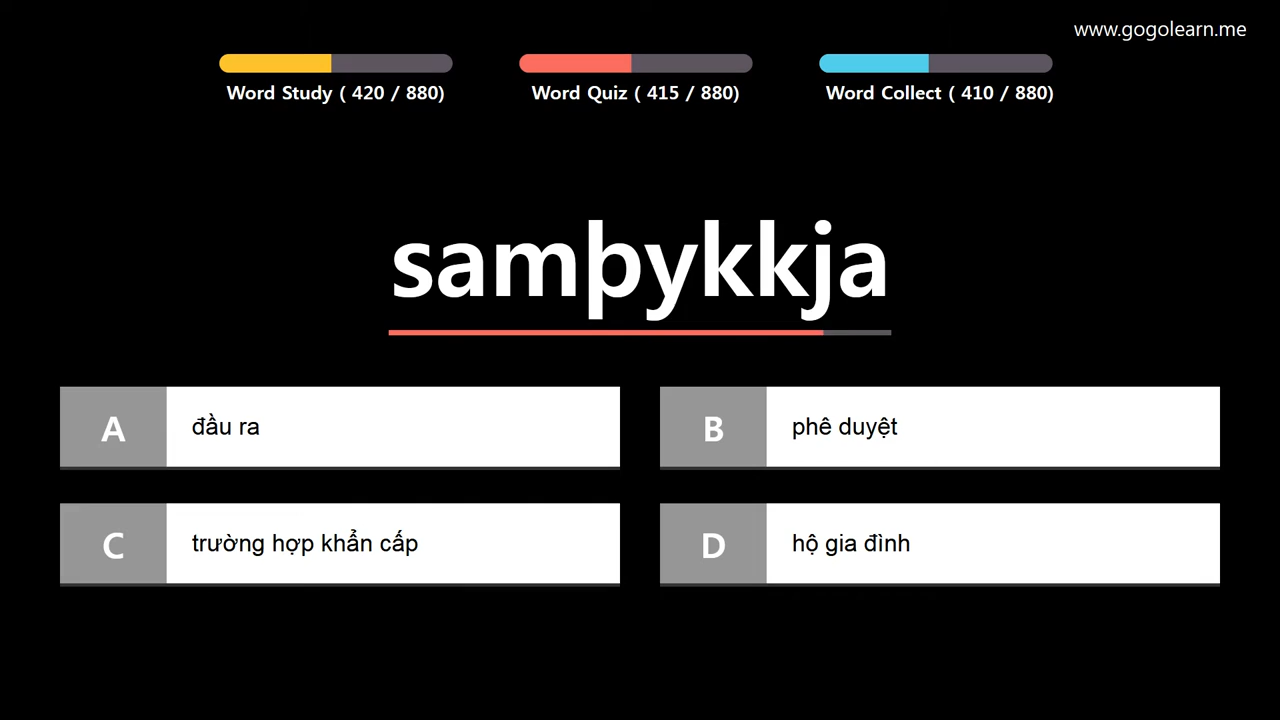 www.gogolearn.me
Word Study ( 420 / 880)
Word Quiz ( 415 / 880)
Word Collect ( 410 / 880)
samþykkja
A
đầu ra
B
phê duyệt
C
trường hợp khẩn cấp
D
hộ gia đình